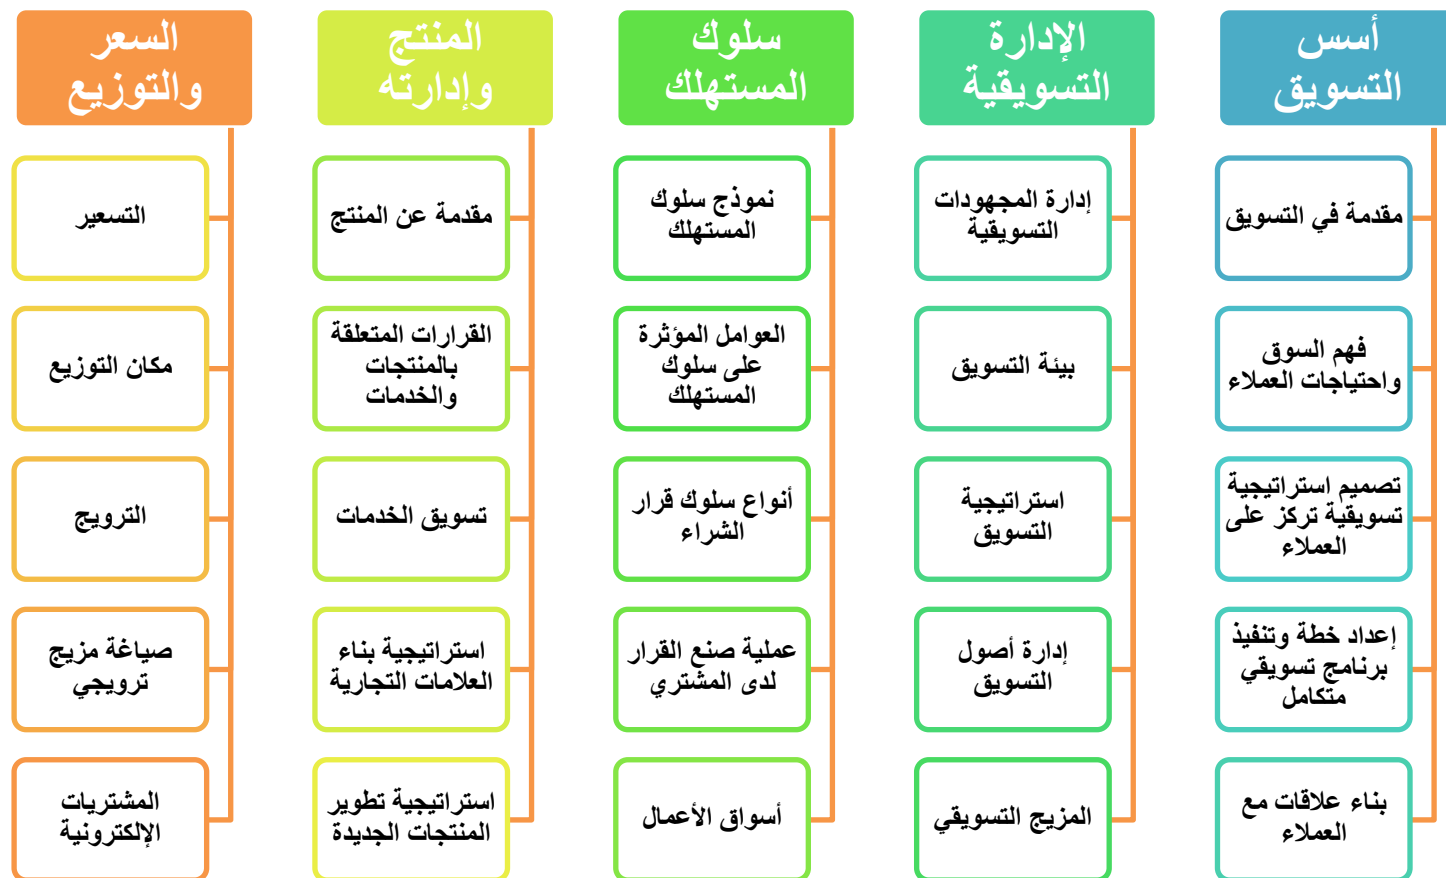 أسس
التسويق
مقدمة في التسويق
فهم السوق
واحتياجات العملاء
تصميم استراتيجية
تسويقية تركز على
العملاء
إعداد خطة وتنفيذ
برنامج تسويقي
متكامل
بناء علاقات مع
العملاء
الإدارة
التسويقية
إدارة المجهودات
التسويقية
بيئة التسويق
استراتيجية
التسويق
إدارة أصول
التسويق
المزيج التسويقي
سلوك
المستهلك
نموذج سلوك
المستهلك
العوامل المؤثرة
على سلوك
المستهلك
أنواع سلوك قرار
الشراء
عملية صنع القرار
لدى المشتري
أسواق الأعمال
المنتج
وإدارته
مقدمة عن المنتج
القرارات المتعلقة
بالمنتجات
والخدمات
تسويق الخدمات
استراتيجية بناء
العلامات التجارية
استراتيجية تطوير
المنتجات الجديدة
السعر
والتوزيع
التسعير
مكان التوزيع
الترويج
صياغة مزيج
ترويجي
المشتريات
الإلكترونية